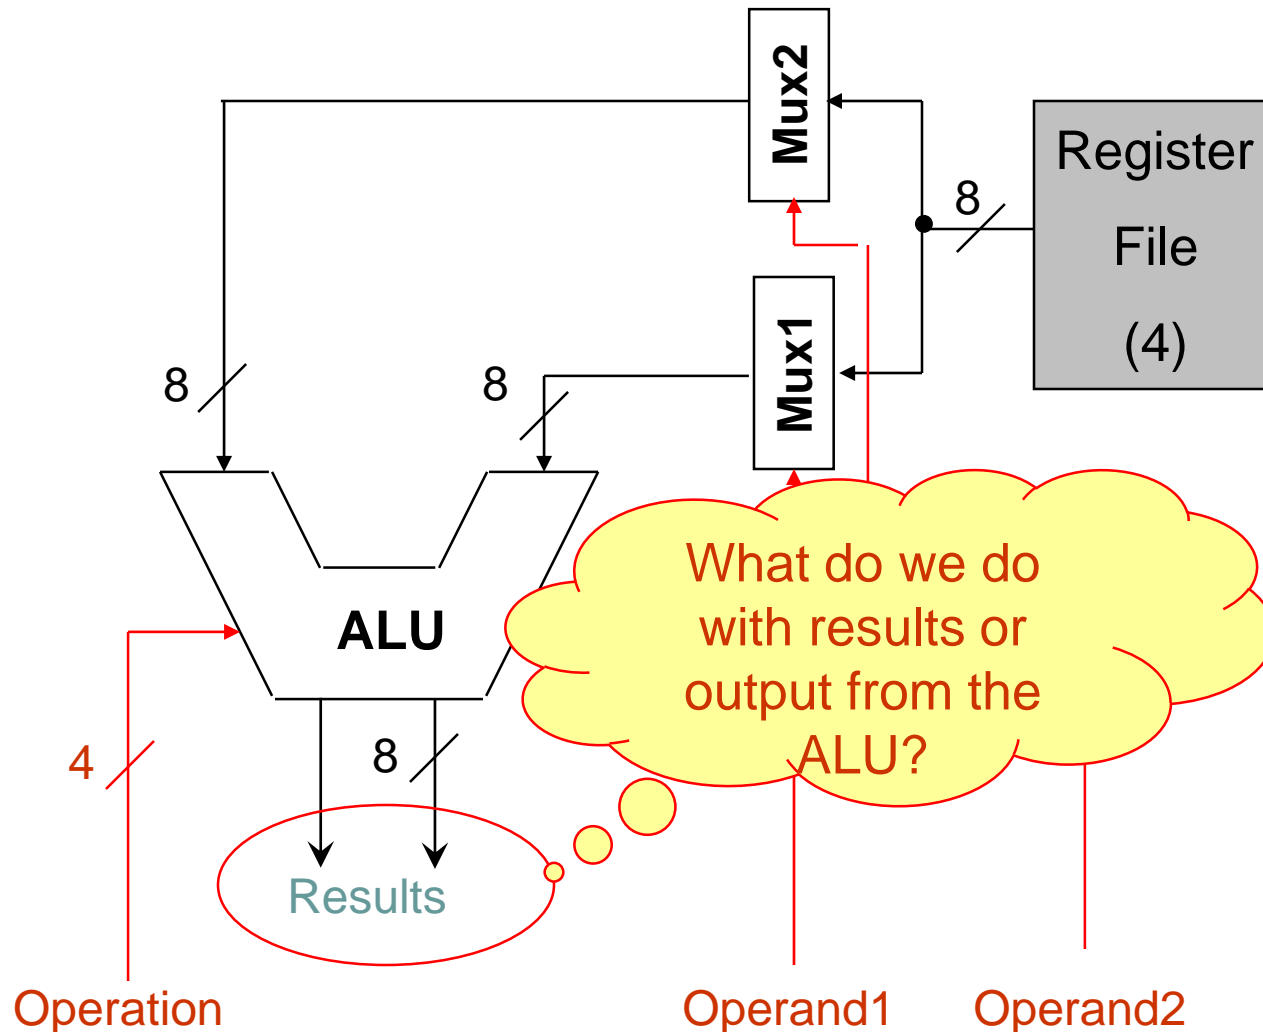 Mux2
Register
File
(4)
8
Mux1
8
8
What do we do
with results or
output from the
ALU?
ALU
4
8
Results
Operation
Operand1
Operand2